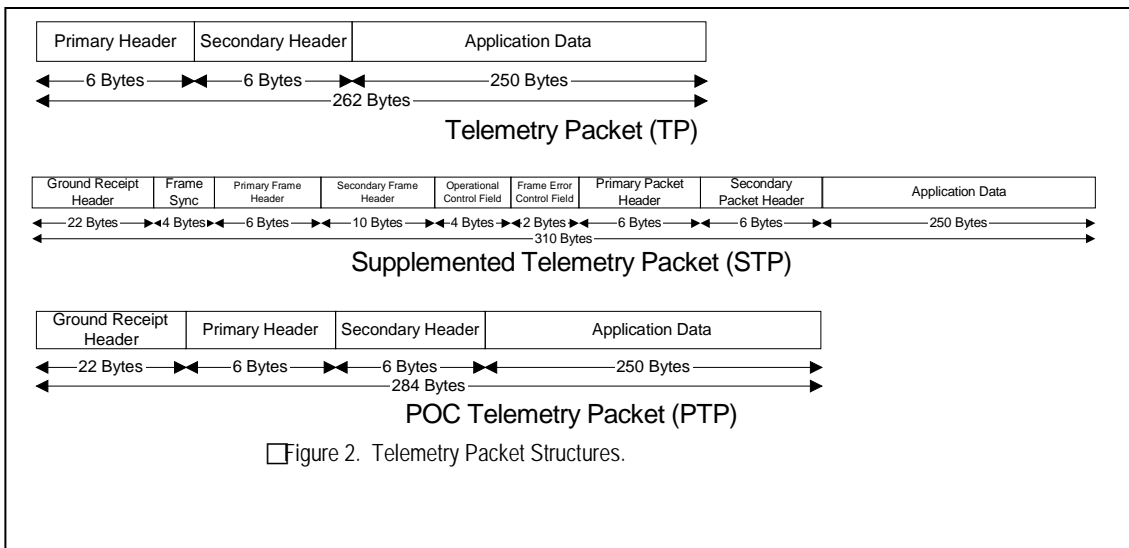 Primary Header Secondary Header Application Data
6 Bytes 6 Bytes 250 Bytes
262 Bytes
Telemetry Packet (TP)
Ground Receipt Header Frame Sync Primary Frame Header Secondary Frame Header Operational Control Field Frame Error Control Field Primary Packet Header Secondary Packet Header Application Data
22 Bytes 4 Bytes 6 Bytes 10 Bytes 4 Bytes 2 Bytes 6 Bytes 6 Bytes 250 Bytes
310 Bytes
Supplemented Telemetry Packet (STP)
Ground Receipt Header Primary Header Secondary Header Application Data
22 Bytes 6 Bytes 6 Bytes 250 Bytes
284 Bytes
POC Telemetry Packet (PTP)
Figure 2. Telemetry Packet Structures.